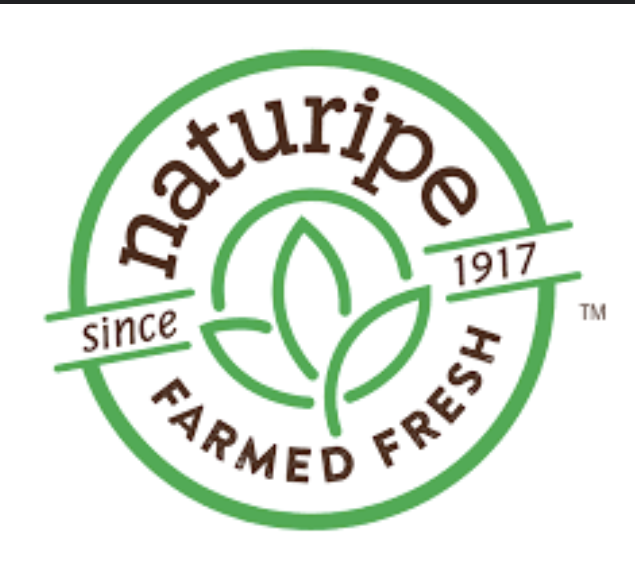 naturipe
since 1917
FARMED FRESH
TM